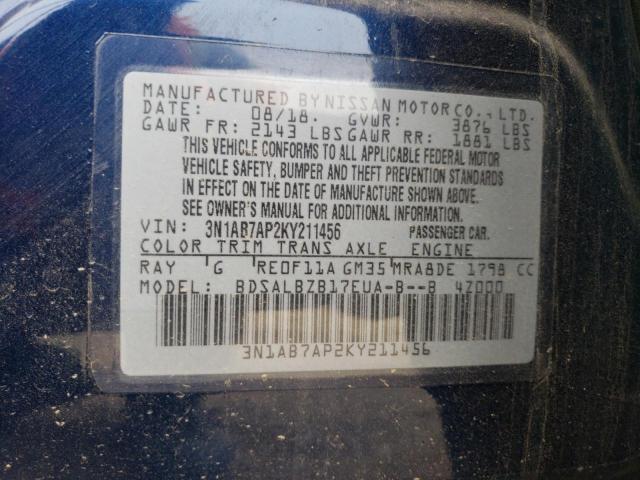 MANUFACTURED BY NISSAN MOTOR CO., LTD.
DATE: 08/18. GVWR: 3876 LBS
GAWR FR: 2143 LBS GAWR RR: 1881 LBS
THIS VEHICLE CONFORMS TO ALL APPLICABLE FEDERAL MOTOR
VEHICLE SAFETY, BUMPER AND THEFT PREVENTION STANDARDS
IN EFFECT ON THE DATE OF MANUFACTURE SHOWN ABOVE.
SEE OWNER'S MANUAL FOR ADDITIONAL INFORMATION.
VIN: 3N1AB7AP2KY211456 PASSENGER CAR.
COLOR TRIM TRANS AXLE ENGINE
RAY G RE0F11A GM35 MRA8DE 1798 CC
MODEL: BDSALBZB17EUA-B--B 4Z000
3N1AB7AP2KY211456